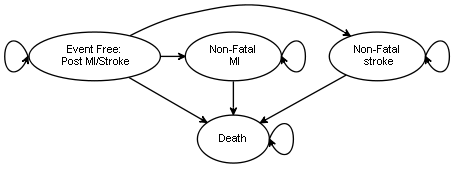 Event Free:
Post MI/Stroke
Non-Fatal
MI
Non-Fatal
stroke
Death